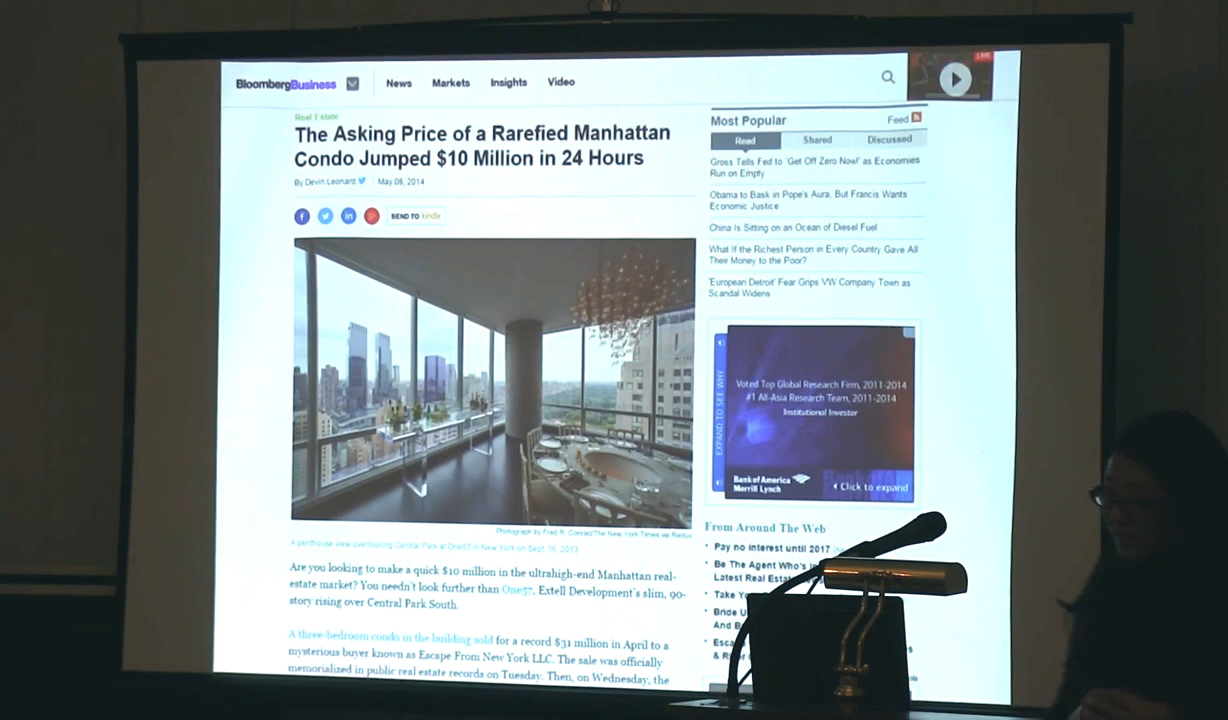 BloombergBusiness
News Markets Insights Video
LIVE
Real Estate
The Asking Price of a Rarefied Manhattan
Condo Jumped $10 Million in 24 Hours
By Devin Leonard May 08, 2014
SEND TO kindle
Photograph by Fred R. Conrad/The New York Times via Redux
A penthouse view overlooking Central Park at One57 in New York on Sept. 16, 2013
Are you looking to make a quick $10 million in the ultrahigh-end Manhattan real-
estate market? You needn't look further than One57, Extell Development's slim, 90-
story rising over Central Park South.
A three-bedroom condo in the building sold for a record $31 million in April to a
mysterious buyer known as Escape From New York LLC. The sale was officially
memorialized in public real estate records on Tuesday. Then, on Wednesday, the
Most Popular Feed
Read Shared Discussed
Gross Tells Fed to 'Get Off Zero Now!' as Economies
Run on Empty
Obama to Bask in Pope's Aura, But Francis Wants
Economic Justice
China Is Sitting on an Ocean of Diesel Fuel
What If the Richest Person in Every Country Gave All
Their Money to the Poor?
'European Detroit' Fear Grips VW Company Town as
Scandal Widens
EXPAND TO SEE WHY
Voted Top Global Research Firm, 2011-2014
#1 All-Asia Research Team, 2011-2014
Institutional Investor
Bank of America
Merrill Lynch
Click to expand
From Around The Web
Pay no interest until 2017
Be The Agent Who's
Latest Real
Take
Bride
And
&